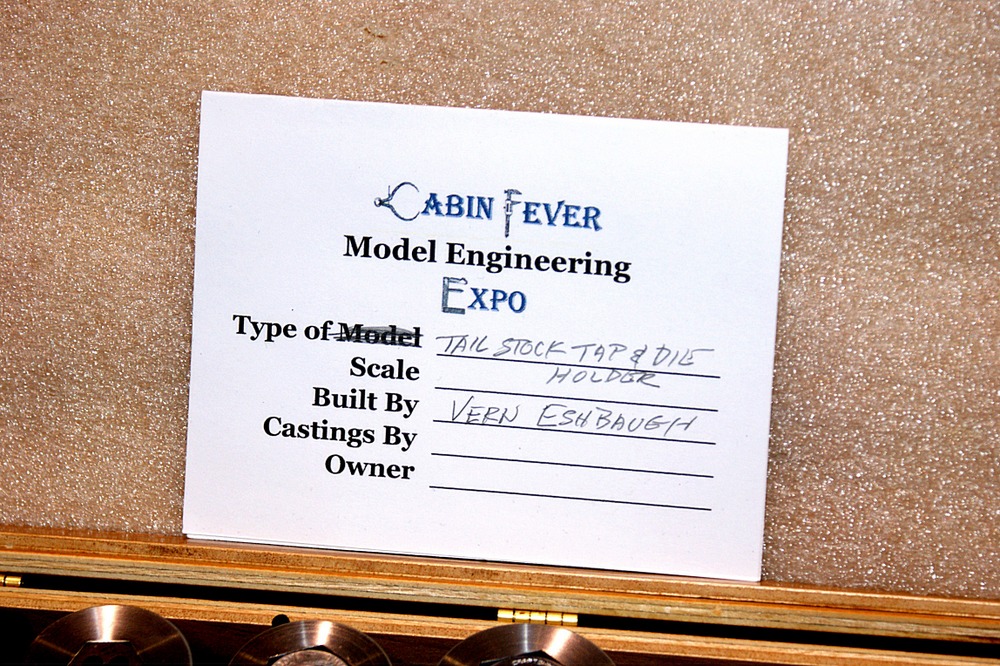 CABIN FEVER
Model Engineering
EXPO
Type of Model TAIL STOCK TAP & DIE
Scale HOLDER
Built By VERN ESHBAUGH
Castings By
Owner